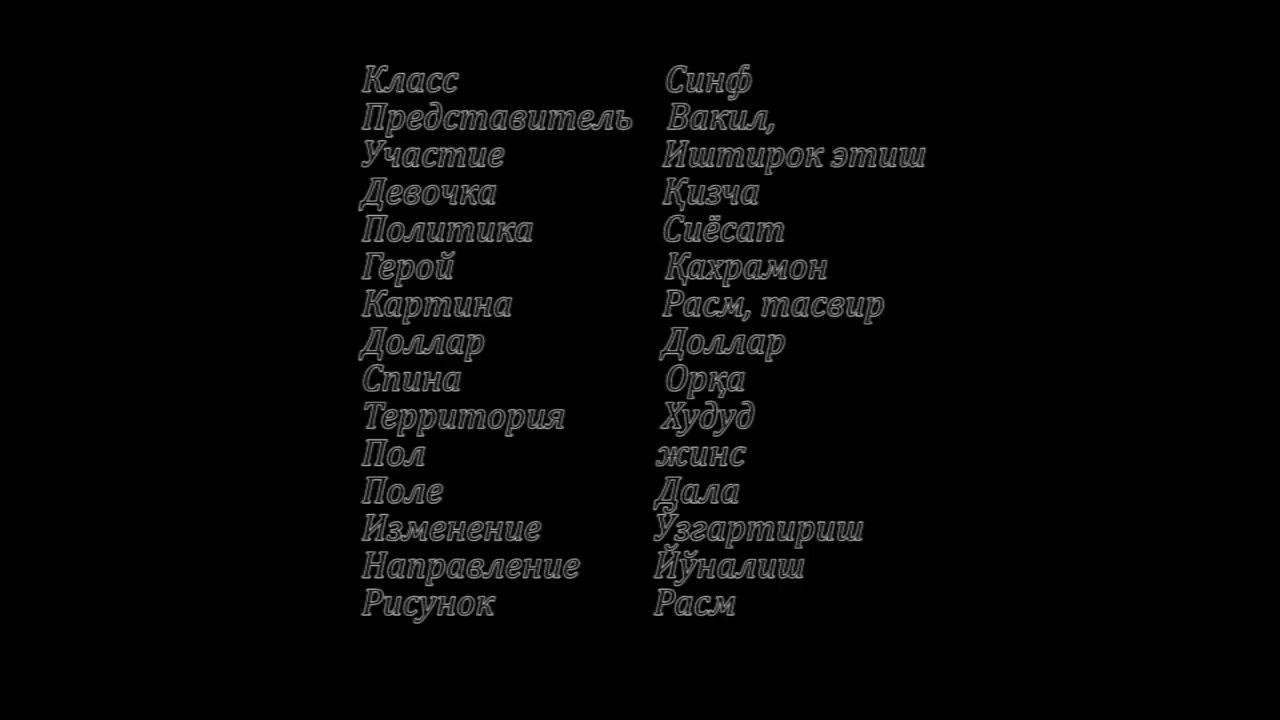 Класс Синф
Представитель Вакил,
Участие Иштирок этиш
Девочка Қизча
Политика Сиёсат
Герой Қахрамон
Картина Расм, тасвир
Доллар Доллар
Спина Орқа
Территория Худуд
Пол жинс
Поле Дала
Изменение Ўзгартириш
Направление Йўналиш
Рисунок Расм